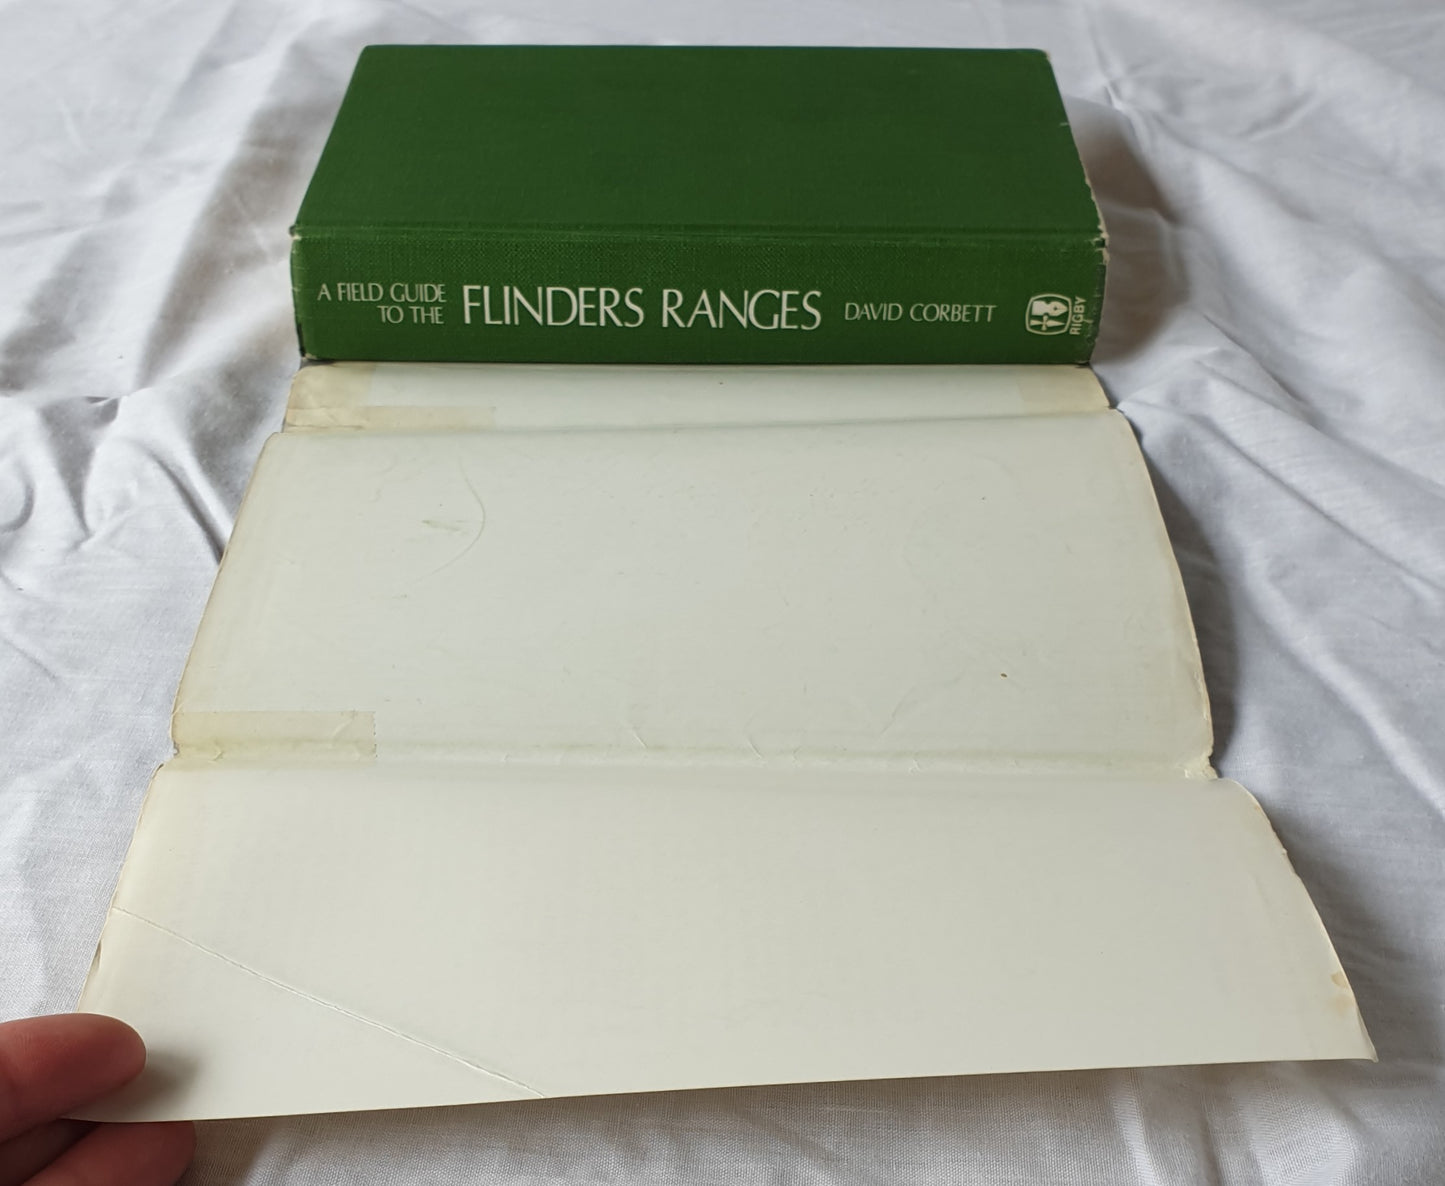 A FIELD GUIDE
TO THE
FLINDERS RANGES
DAVID CORBETT
RIGBY